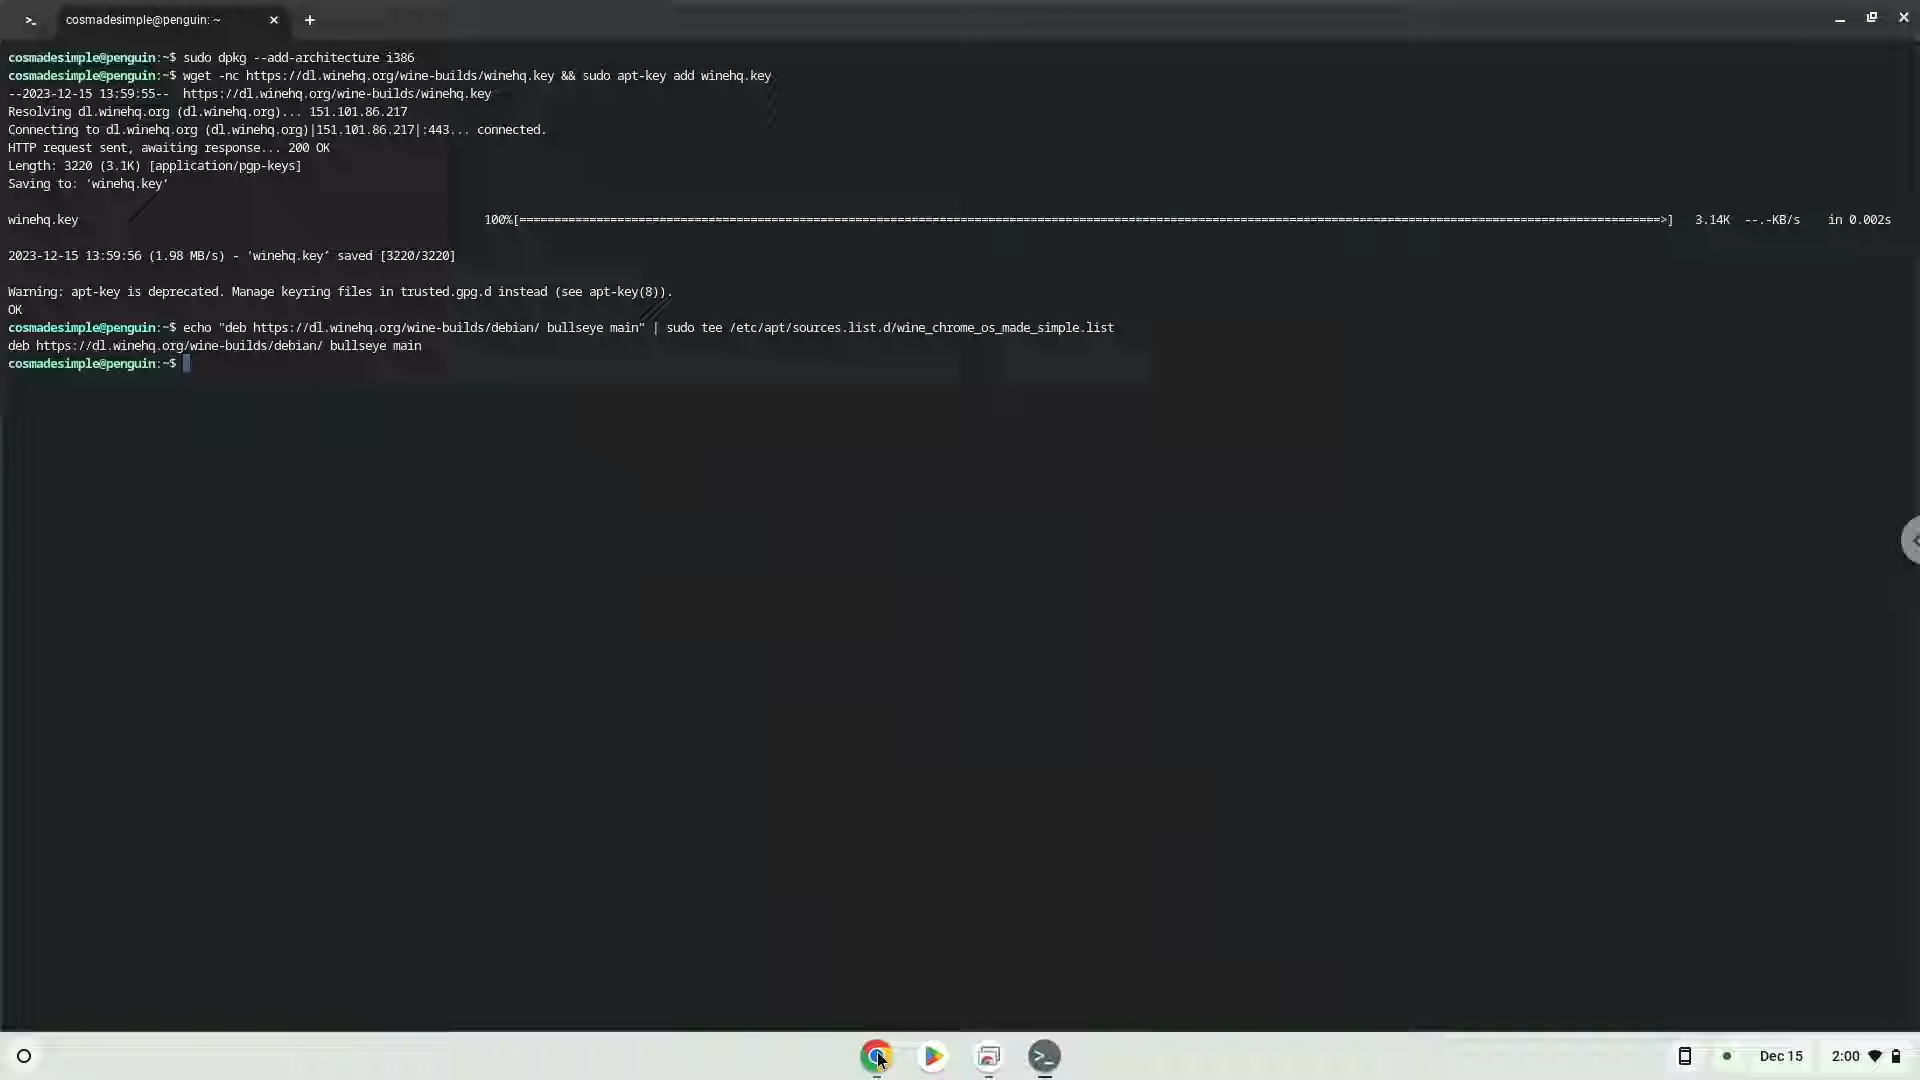 >_ cosmadesimple@penguin: ~ × +
cosmadesimple@penguin:~$ sudo dpkg --add-architecture i386
cosmadesimple@penguin:~$ wget -nc https://dl.winehq.org/wine-builds/winehq.key && sudo apt-key add winehq.key
--2023-12-15 13:59:55--  https://dl.winehq.org/wine-builds/winehq.key
Resolving dl.winehq.org (dl.winehq.org)... 151.101.86.217
Connecting to dl.winehq.org (dl.winehq.org)|151.101.86.217|:443... connected.
HTTP request sent, awaiting response... 200 OK
Length: 3220 (3.1K) [application/pgp-keys]
Saving to: ‘winehq.key’
winehq.key 100%[===================================================================================================================================================================>] 3.14K --.-KB/s in 0.002s
2023-12-15 13:59:56 (1.98 MB/s) - ‘winehq.key’ saved [3220/3220]
Warning: apt-key is deprecated. Manage keyring files in trusted.gpg.d instead (see apt-key(8)).
OK
cosmadesimple@penguin:~$ echo "deb https://dl.winehq.org/wine-builds/debian/ bullseye main" | sudo tee /etc/apt/sources.list.d/wine_chrome_os_made_simple.list
deb https://dl.winehq.org/wine-builds/debian/ bullseye main
cosmadesimple@penguin:~$
Dec 15 2:00